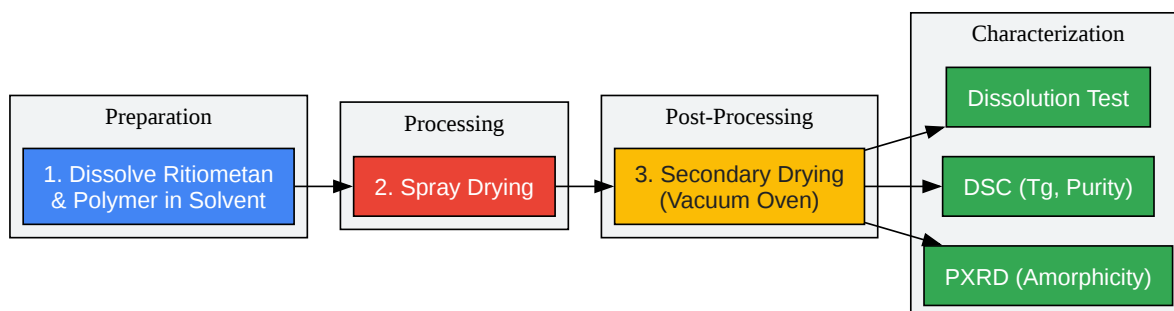 Preparation
1. Dissolve Ritiometan
& Polymer in Solvent
Processing
2. Spray Drying
Post-Processing
3. Secondary Drying
(Vacuum Oven)
Characterization
Dissolution Test
DSC (Tg, Purity)
PXRD (Amorphicity)